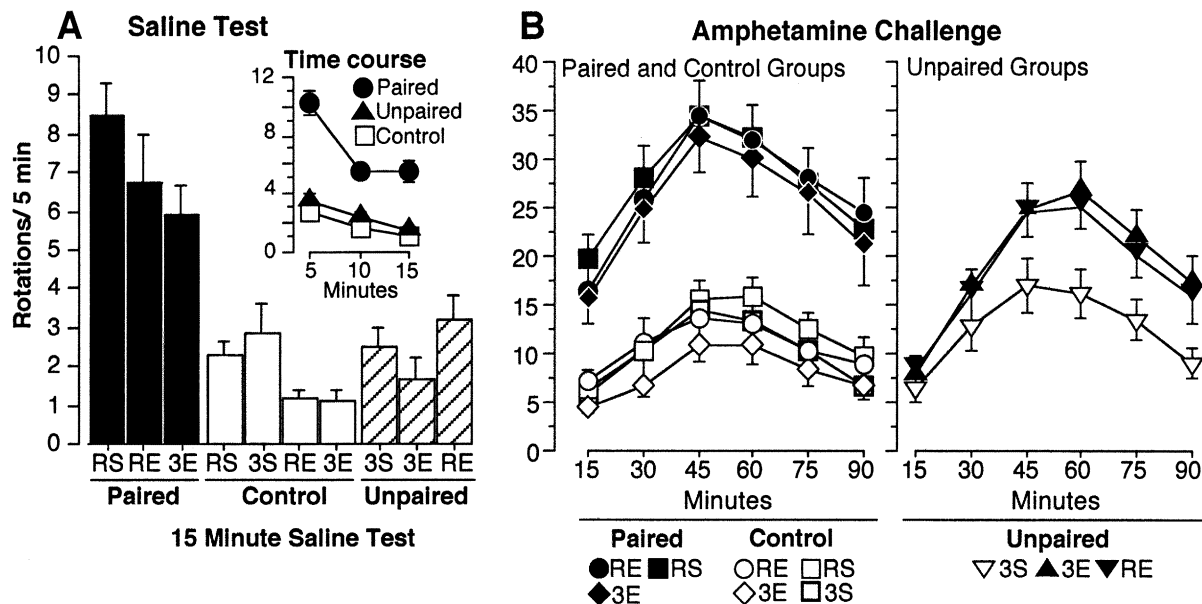 A
Saline Test
Rotations/ 5 min
10
9
8
7
6
5
4
3
2
1
0
Time course
Paired
Unpaired
Control
12
8
4
0
5 10 15
Minutes
RS RE 3E RS 3S RE 3E 3S 3E RE
Paired Control Unpaired
15 Minute Saline Test
B
Amphetamine Challenge
Paired and Control Groups
Unpaired Groups
40
35
30
25
20
15
10
5
0
15 30 45 60 75 90
Minutes
15 30 45 60 75 90
Minutes
Paired Control
RE RS RE RS
3E 3E 3S
Unpaired
3S 3E RE